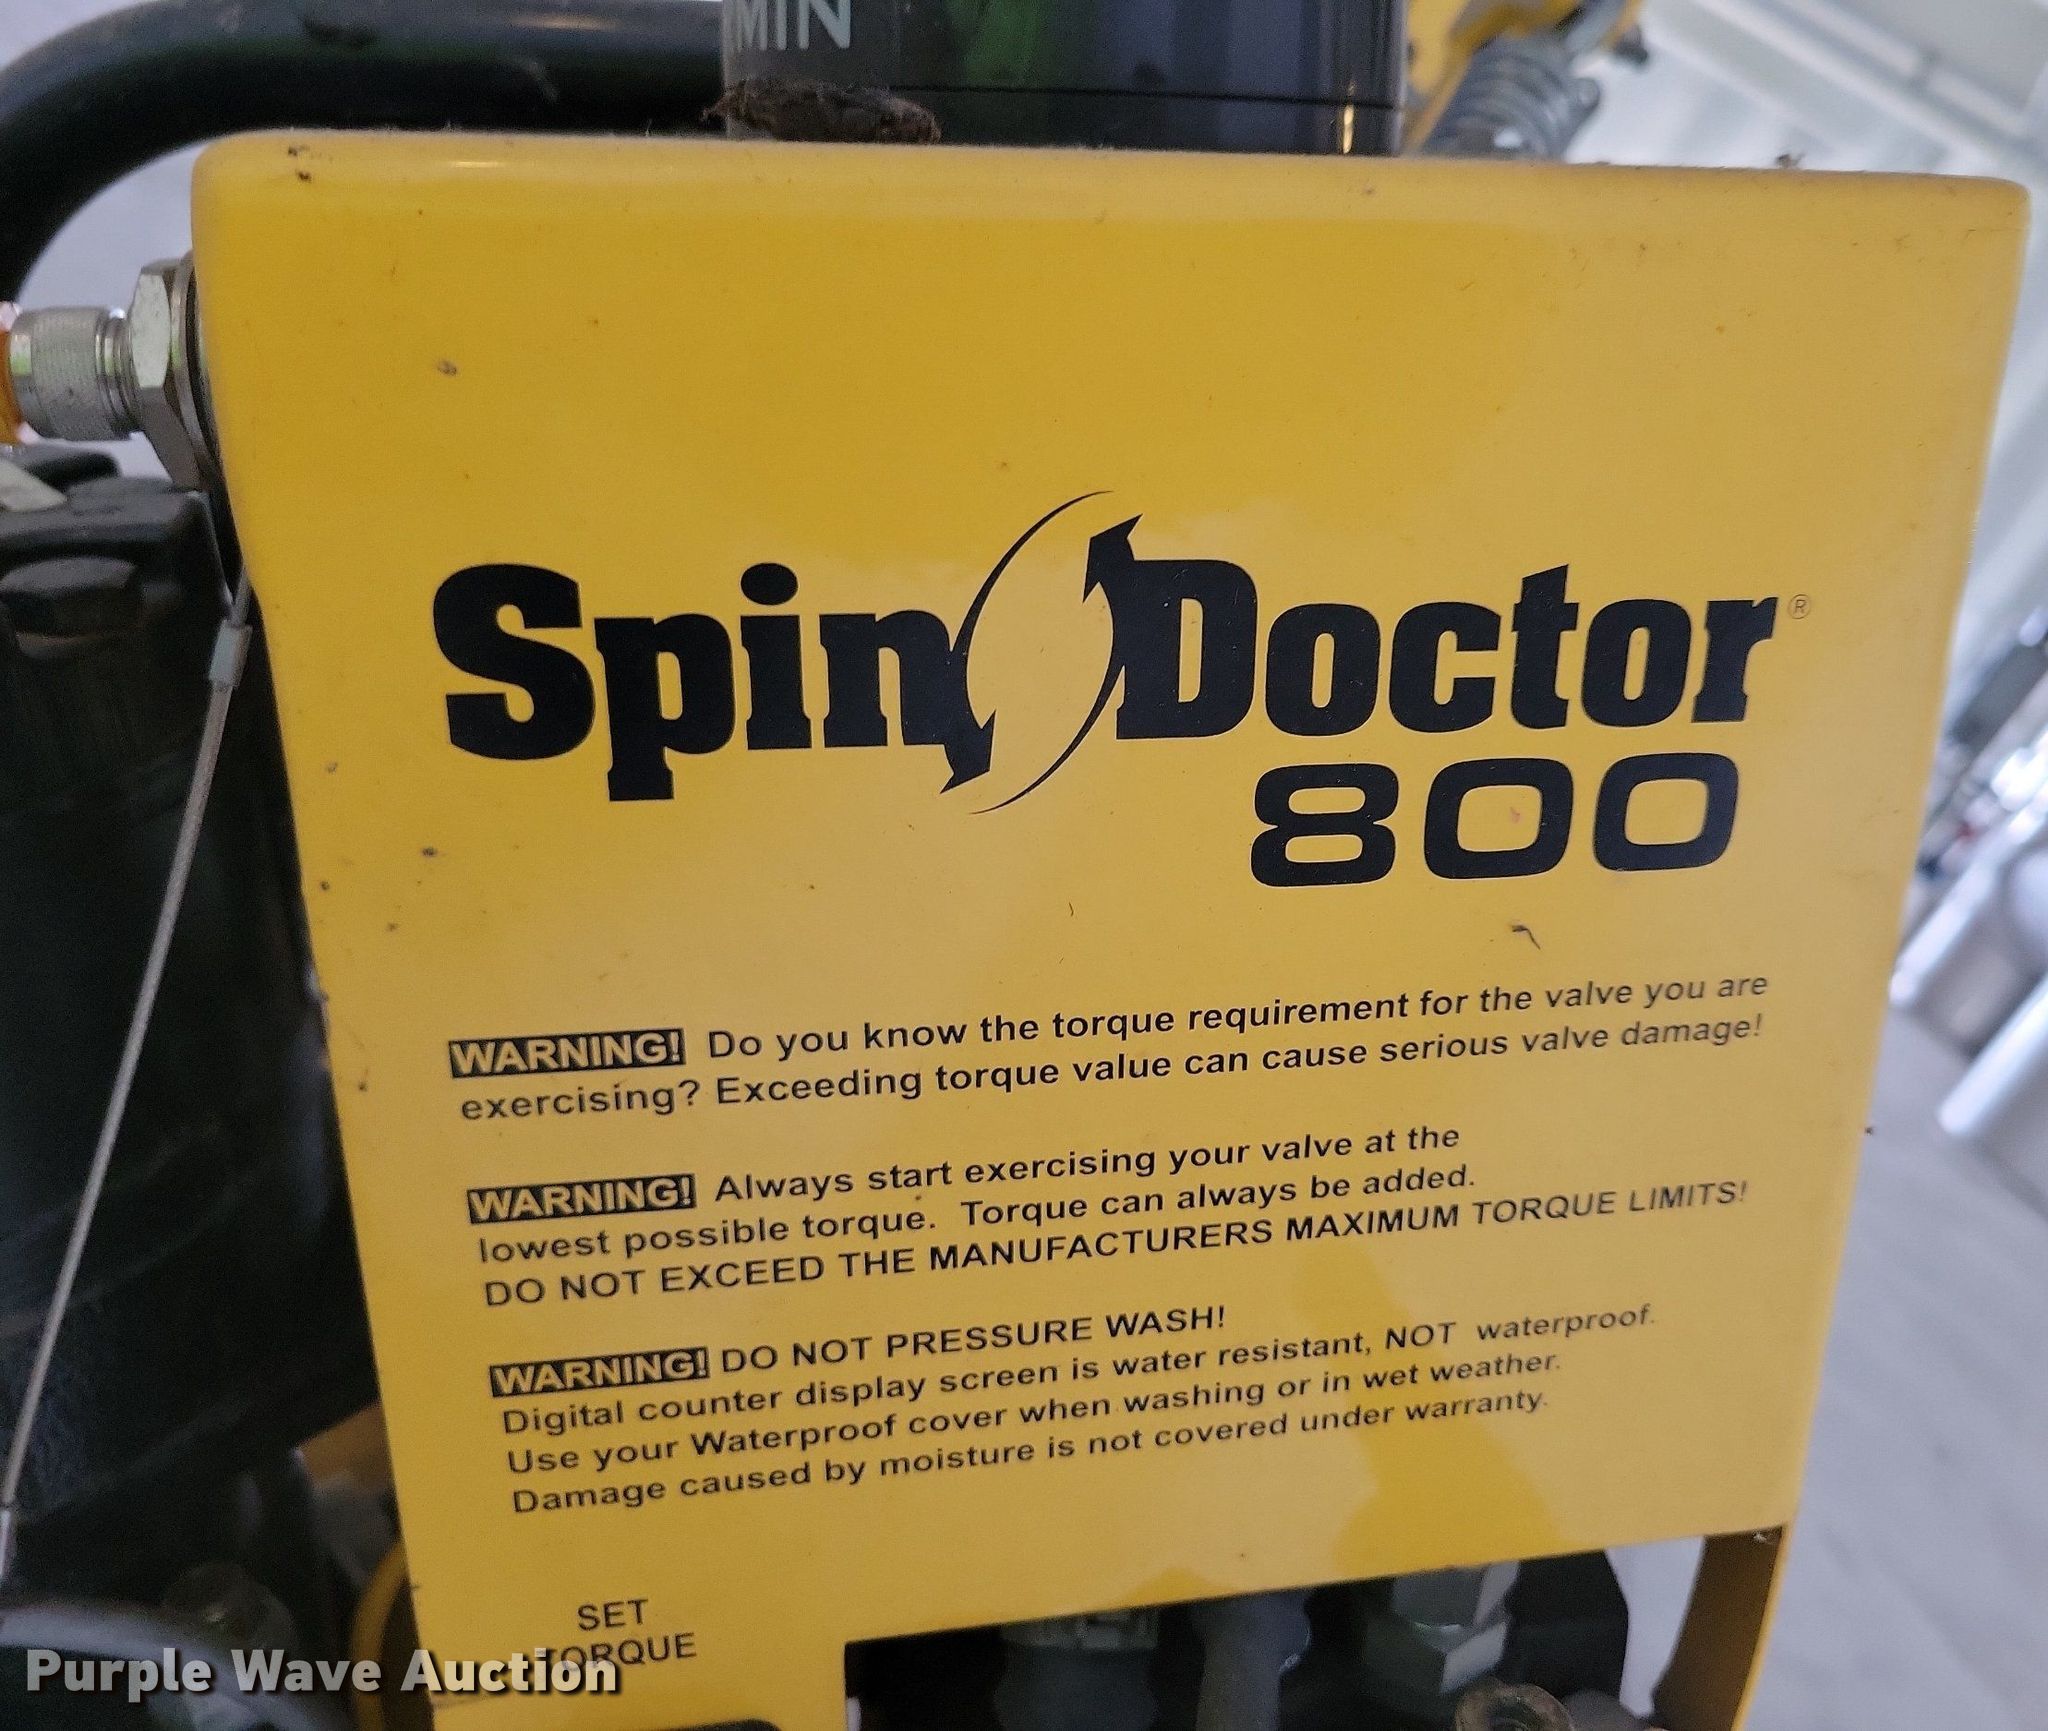 MIN
Spin Doctor®
800
WARNING! Do you know the torque requirement for the valve you are
exercising? Exceeding torque value can cause serious valve damage!
WARNING! Always start exercising your valve at the
lowest possible torque. Torque can always be added.
DO NOT EXCEED THE MANUFACTURERS MAXIMUM TORQUE LIMITS!
WARNING! DO NOT PRESSURE WASH!
Digital counter display screen is water resistant, NOT waterproof.
Use your Waterproof cover when washing or in wet weather.
Damage caused by moisture is not covered under warranty.
SET
TORQUE
Purple Wave Auction